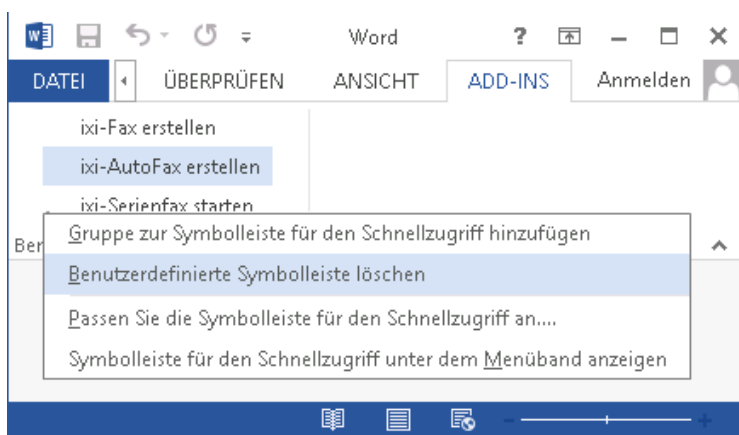 Word
?
DATEI ÜBERPRÜFEN ANSICHT ADD-INS Anmelden
ixi-Fax erstellen
ixi-AutoFax erstellen
ixi-Serienfax starten
Ber
Gruppe zur Symbolleiste für den Schnellzugriff hinzufügen
Benutzerdefinierte Symbolleiste löschen
Passen Sie die Symbolleiste für den Schnellzugriff an....
Symbolleiste für den Schnellzugriff unter dem Menüband anzeigen